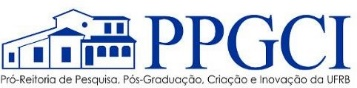 PPGCI
Pró-Reitoria de Pesquisa, Pós-Graduação, Criação e Inovação da UFRB